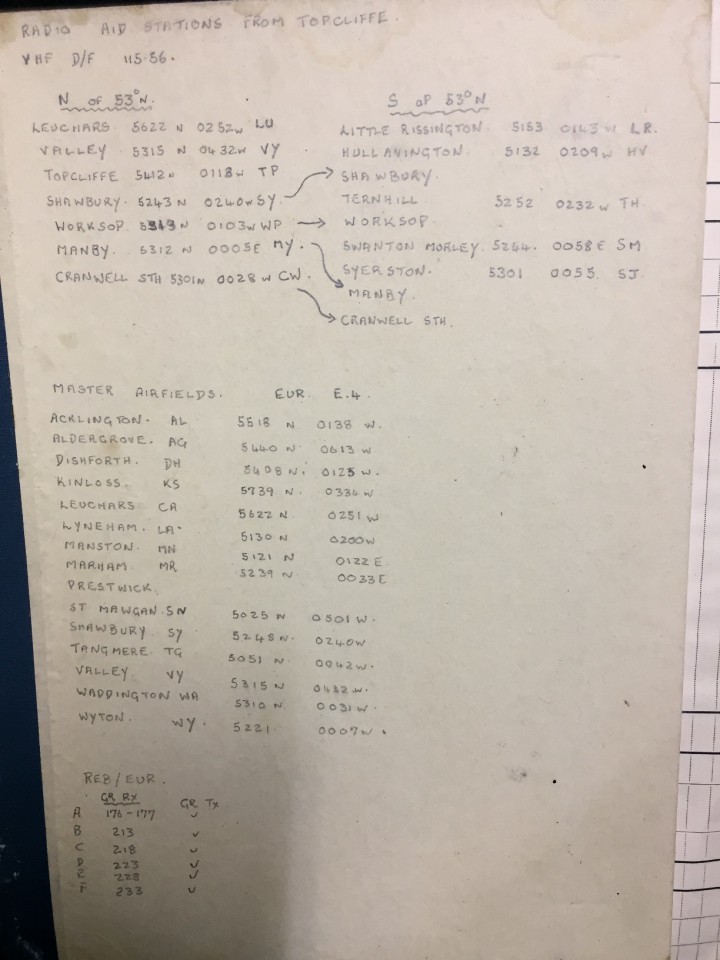 RADIO AID STATIONS FROM TOPCLIFFE.
VHF D/F 115.56.
N OF 53°N.
LEUCHARS 5622 N 0252W LU
VALLEY 5315 N 0432W VY
TOPCLIFFE 5412N 0118W TP
SHAWBURY. 5243N 0240W SY.
WORKSOP. N 0103W WP
MANBY. 5312 N 0005E MY.
CRANWELL STH 5301N 0028W CW.
S OF 53°N
LITTLE RISSINGTON. 5153 0143W LR.
HULLAVINGTON. 5132 0209W HV
SHAWBURY.
TERNHILL 5252 0232W TH.
WORKSOP.
SWANTON MORLEY. 5244. 0058E SM
SYERSTON. 5301 0055. SJ.
MANBY.
CRANWELL STH.
MASTER AIRFIELDS. EUR. E.4.
ACKLINGTON. AL 5518 N 0138 W.
ALDERGROVE. AG 5440 N 0613 W
DISHFORTH. DH 5408 N. 0125 W.
KINLOSS. KS 5739 N. 0334 W
LEUCHARS CA 5622 N 0251 W
LYNEHAM. LA. 5130 N 0200W
MANSTON. MN 5121 N 0122 E
MARHAM. MR 5239 N 0033E
PRESTWICK.
ST MAWGAN. SN 5025 N 0501 W.
SHAWBURY. SY 5248N. 0240W
TANGMERE. TG 5051 N 0042W.
VALLEY VY 5315 N 0432 W.
WADDINGTON WA 5310 N. 0031W.
WYTON. WY. 5221 0007W.
REB/EUR.
GR RX GR TX
A 176-177 ✓
B 213 ✓
C 218 ✓
D 223 ✓
E 228 ✓
F 233 ✓